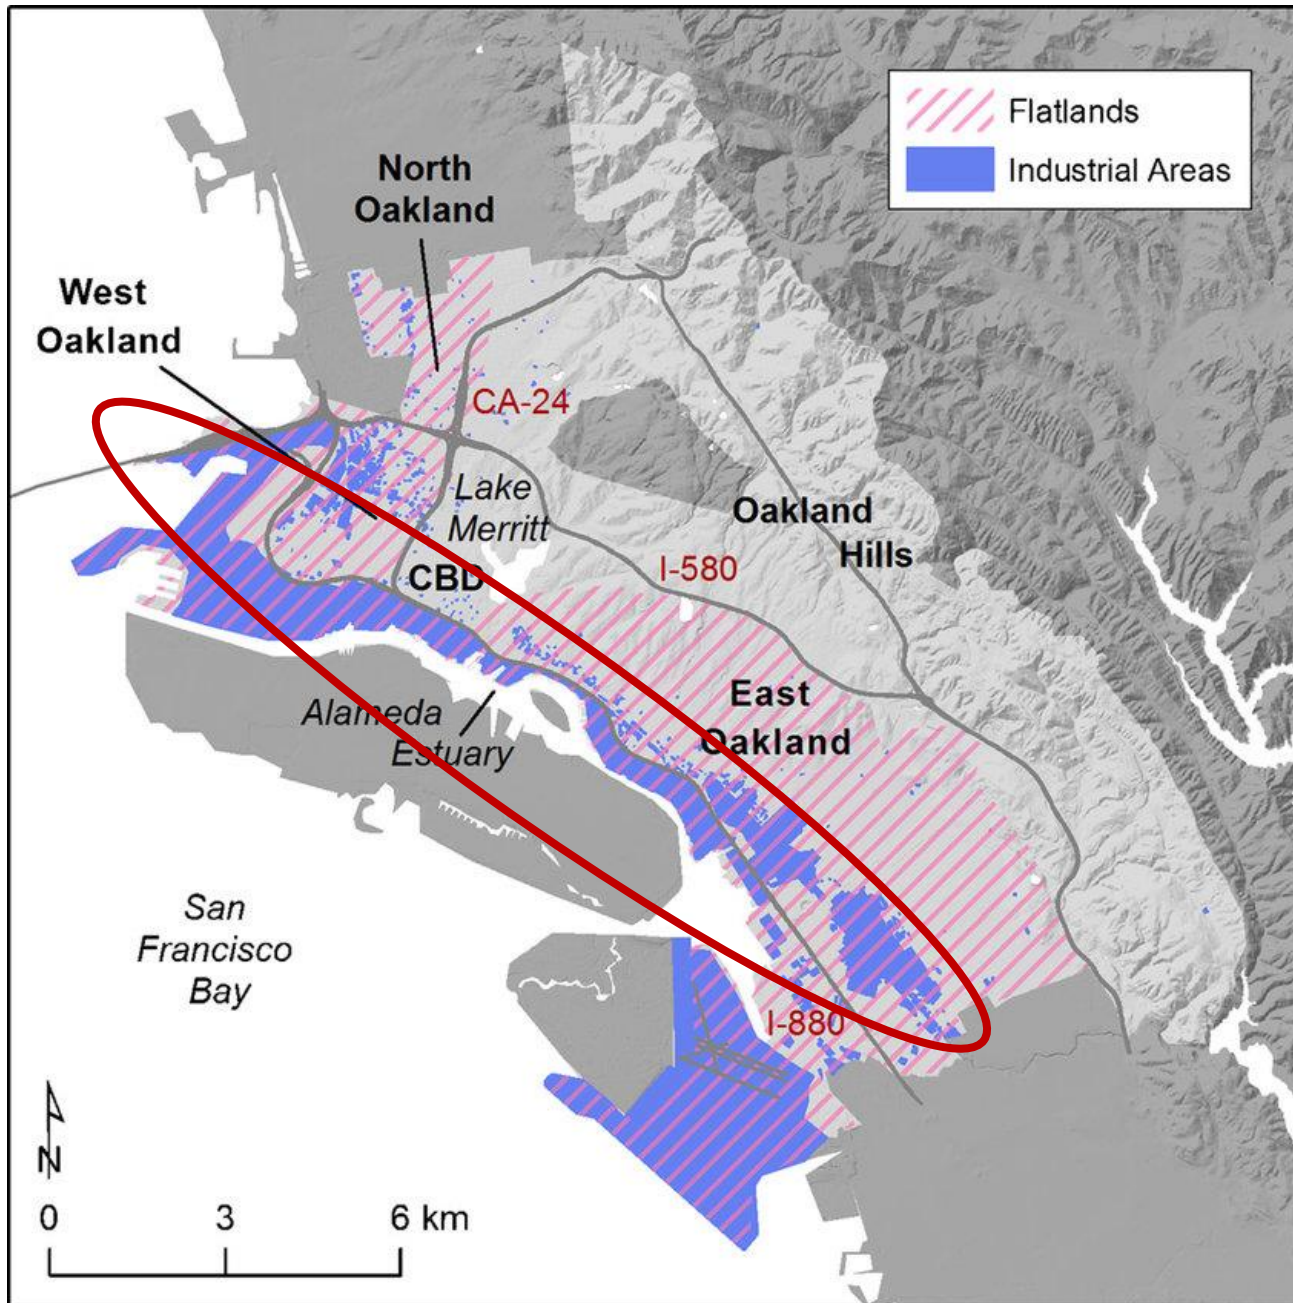 Flatlands
Industrial Areas
North
Oakland
West
Oakland
CA-24
Lake
Merritt
Oakland
Hills
I-580
CBD
East
Oakland
Alameda
Estuary
San
Francisco
Bay
I-880
N
0 3 6 km